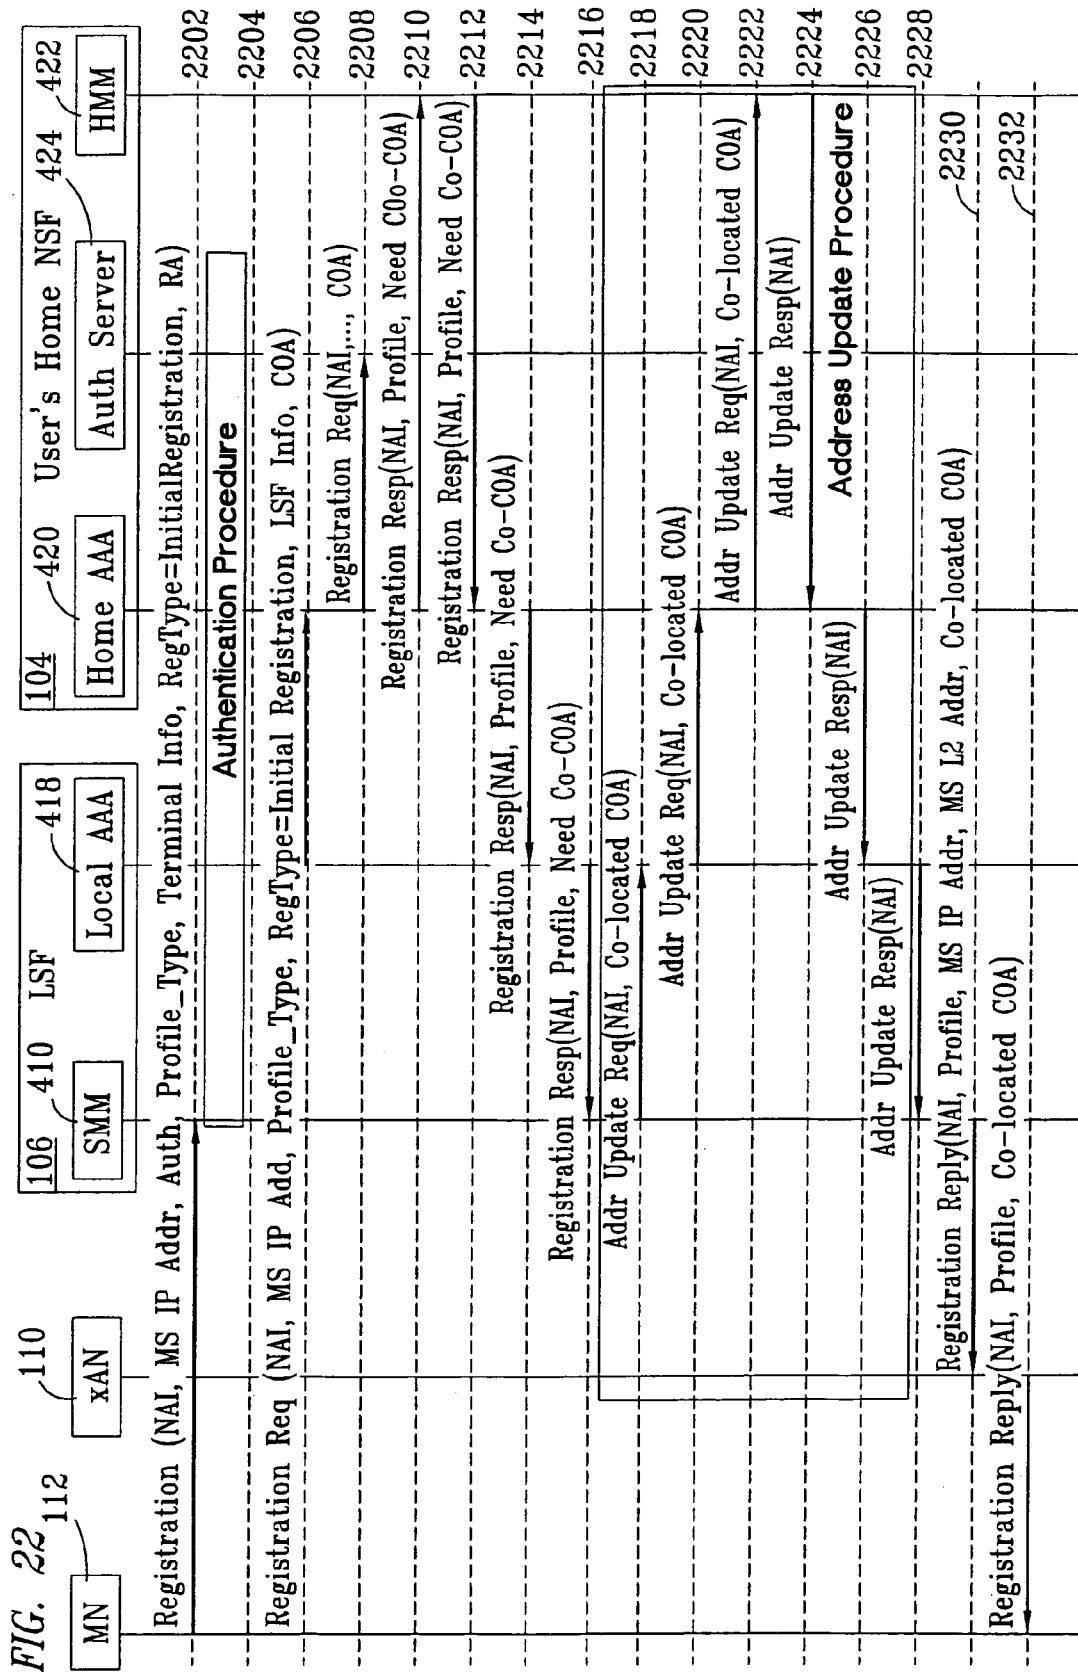 FIG. 22
104 User's Home NSF
106 LSF
112 110 410 418 420 424 422
MN xAN SMM Local AAA Home AAA Auth Server HMM
Registration (NAI, MS IP Addr, Auth, Profile_Type, Terminal Info, RegType=InitialRegistration, RA) 2202
Authentication Procedure 2204
Registration Req (NAI, MS IP Add, Profile_Type, RegType=Initial Registration, LSF Info, COA) 2206
Registration Req(NAI,..., COA) 2208
Registration Resp(NAI, Profile, Need COo-COA) 2210
Registration Resp(NAI, Profile, Need Co-COA) 2212
Registration Resp(NAI, Profile, Need Co-COA) 2214
Registration Resp(NAI, Profile, Need Co-COA) 2216
Addr Update Req(NAI, Co-located COA) 2218
Addr Update Req(NAI, Co-located COA) 2220
Addr Update Req(NAI, Co-located COA) 2222
Addr Update Resp(NAI) 2224
Address Update Procedure
Addr Update Resp(NAI) 2226
Addr Update Resp(NAI) 2228
Registration Reply(NAI, Profile, MS IP Addr, MS L2 Addr, Co-located COA) 2230
Registration Reply(NAI, Profile, Co-located COA) 2232